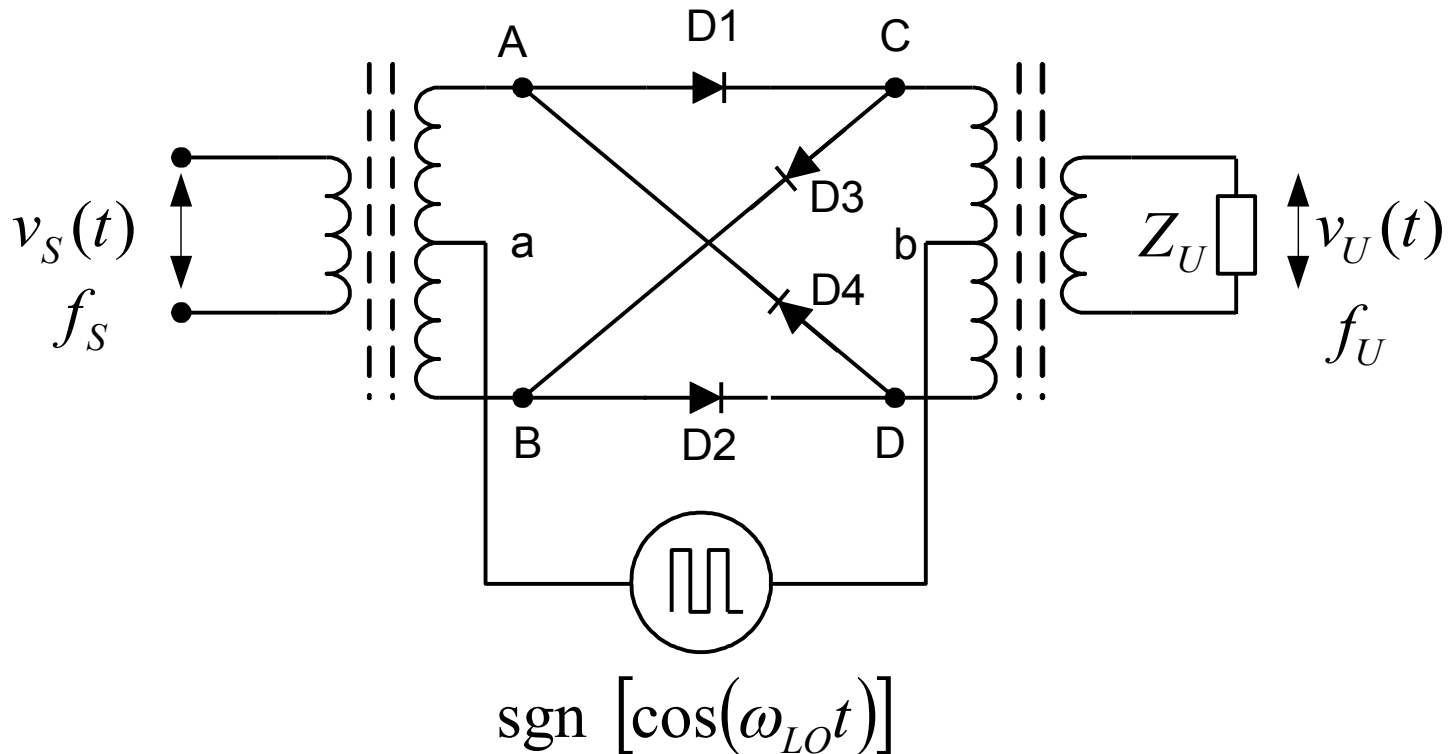 D1
A
C
D3
v_S(t)
a
b
Z_U
v_U(t)
D4
f_S
f_U
B
D2
D
sgn [cos(ω_LO t)]